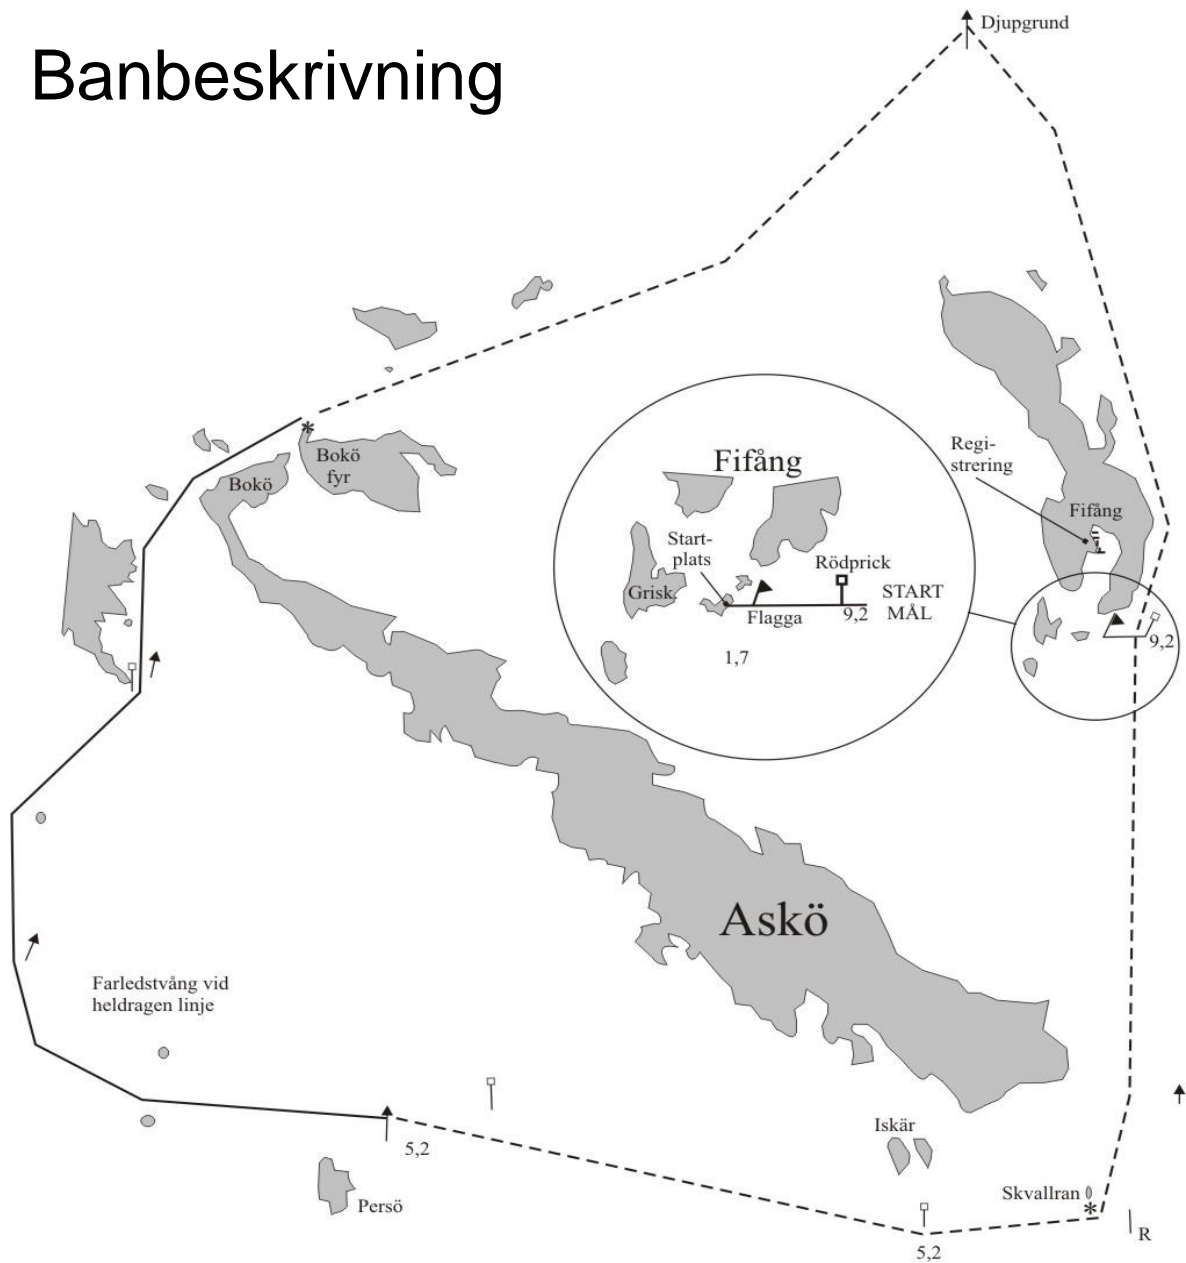 Djupgrund
Banbeskrivning
Regi-
strering
Bokö
fyr
Bokö
Fifång
Fifång
Start-
plats
Rödprick
Grisk.
START
MÅL
Flagga
9,2
1,7
9,2
Askö
Farledstvång vid
heldragen linje
Iskär
5,2
Persö
Skvallran
R
5,2